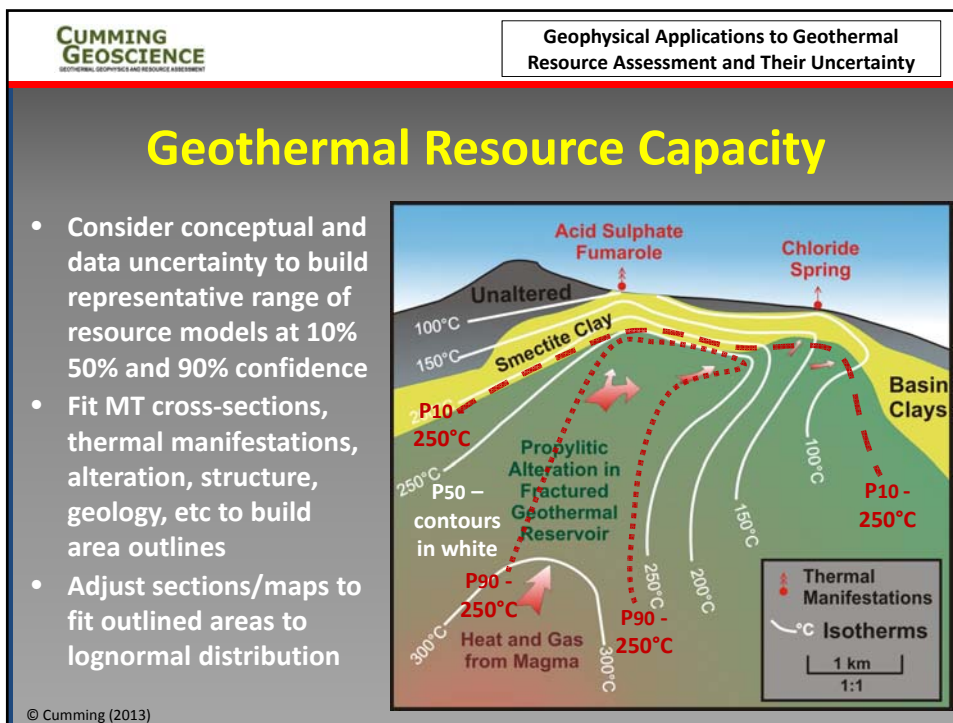 CUMMING
GEOSCIENCE
GEOTHERMAL GEOPHYSICS AND RESOURCE ASSESSMENT
Geophysical Applications to Geothermal
Resource Assessment and Their Uncertainty
Geothermal Resource Capacity
• Consider conceptual and
data uncertainty to build
representative range of
resource models at 10%
50% and 90% confidence
• Fit MT cross-sections,
thermal manifestations,
alteration, structure,
geology, etc to build
area outlines
• Adjust sections/maps to
fit outlined areas to
lognormal distribution
Acid Sulphate
Fumarole
Chloride
Spring
Unaltered
100°C
150°C
Smectite Clay
Basin
Clays
P10
250°C
250°C
P50 –
contours
in white
Propylitic
Alteration in
Fractured
Geothermal
Reservoir
100°C
150°C
200°C
250°C
P10 -
250°C
P90 -
250°C
P90 -
250°C
300°C
300°C
Heat and Gas
from Magma
Thermal
Manifestations
°C Isotherms
1 km
1:1
© Cumming (2013)